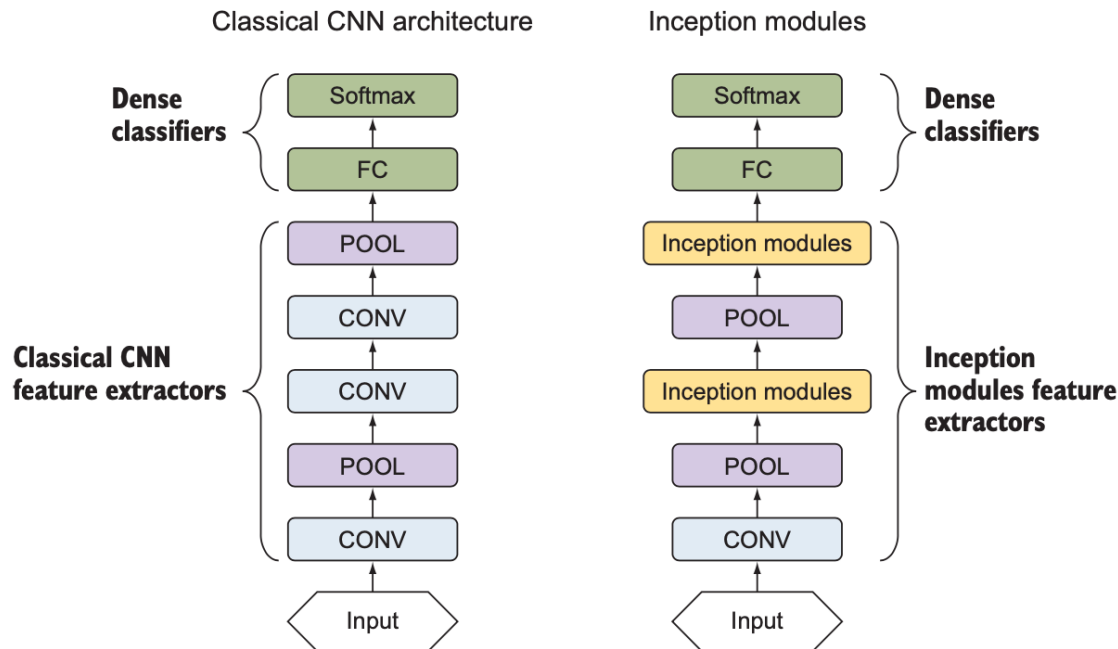 Classical CNN architecture
Dense
classifiers
Softmax
FC
Classical CNN
feature extractors
POOL
CONV
CONV
POOL
CONV
Input
Inception modules
Softmax
FC
Dense
classifiers
Inception modules
POOL
Inception modules
POOL
CONV
Inception
modules feature
extractors
Input